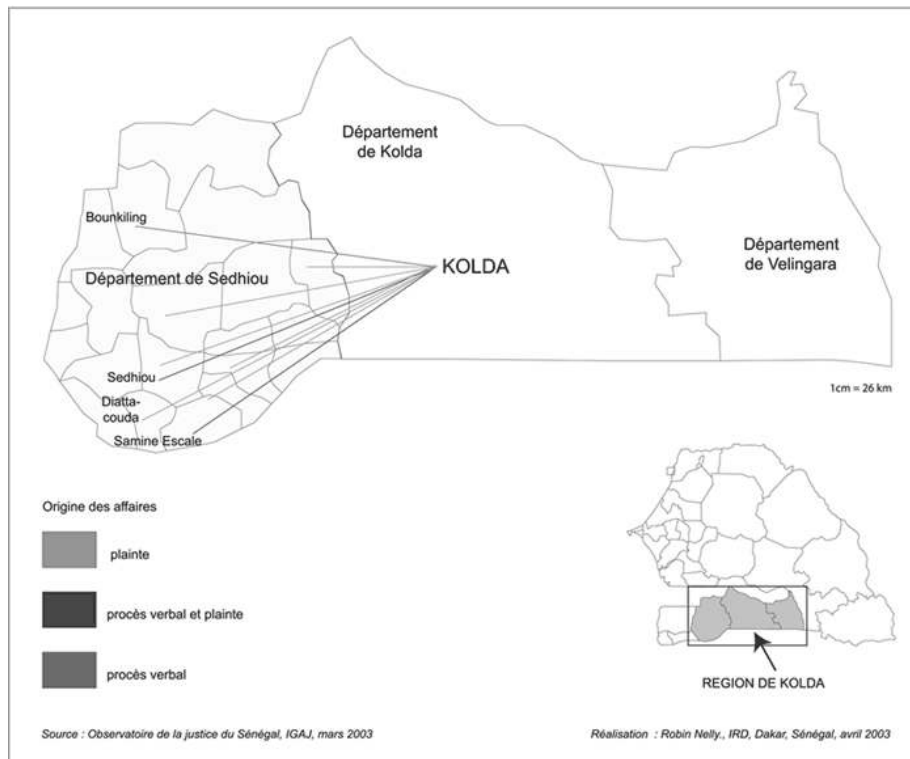 Département
de Kolda
Bounkiling
Département de Sedhiou
KOLDA
Département
de Velingara
Sedhiou
Diatta-
couda
Samine Escale
1cm = 26 km
Origine des affaires
plainte
procès verbal et plainte
procès verbal
REGION DE KOLDA
Source : Observatoire de la justice du Sénégal, IGAJ, mars 2003
Réalisation : Robin Nelly., IRD, Dakar, Sénégal, avril 2003